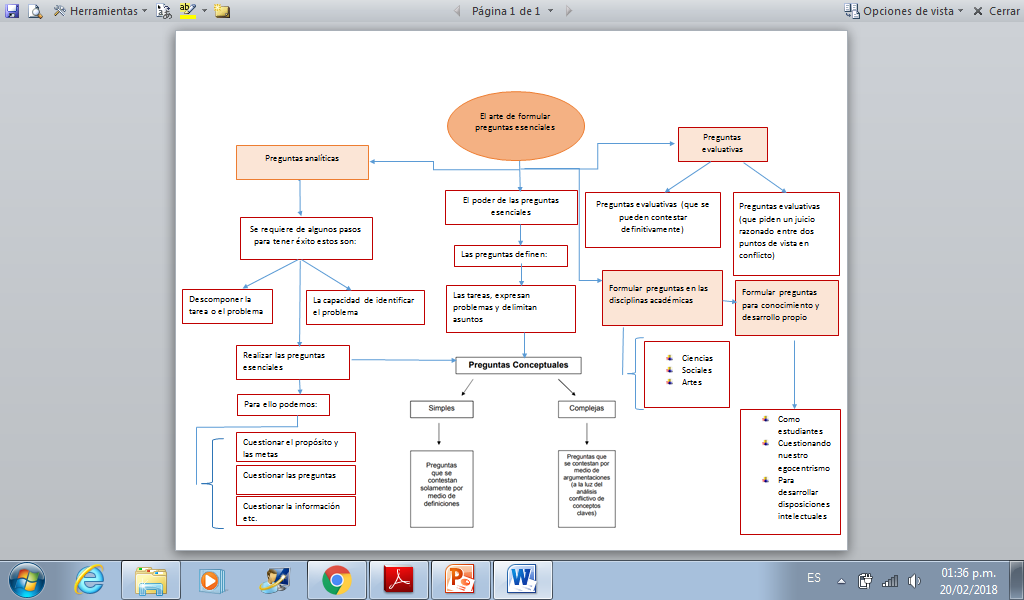 Herramientas
Página 1 de 1
Opciones de vista
Cerrar
El arte de formular
preguntas esenciales
Preguntas
evaluativas
Preguntas analíticas
El poder de las preguntas
esenciales
Preguntas evaluativas (que se
pueden contestar
definitivamente)
Preguntas evaluativas
(que piden un juicio
razonado entre dos
puntos de vista en
conflicto)
Se requiere de algunos pasos
para tener éxito estos son:
Las preguntas definen:
Descomponer la
tarea o el problema
La capacidad de identificar
el problema
Las tareas, expresan
problemas y delimitan
asuntos
Formular preguntas en las
disciplinas académicas
Formular preguntas
para conocimiento y
desarrollo propio
Realizar las preguntas
esenciales
Preguntas Conceptuales
Ciencias
Sociales
Artes
Para ello podemos:
Simples
Complejas
Cuestionar el propósito y
las metas
Cuestionar las preguntas
Cuestionar la información
etc.
Preguntas
que se
contestan
solamente por
medio de
definiciones
Preguntas que
se contestan por
medio de
argumentaciones
(a la luz del
análisis
conflictivo de
conceptos
claves)
Como
estudiantes
Cuestionando
nuestro
egocentrismo
Para
desarrollar
disposiciones
intelectuales
ES
01:36 p.m.
20/02/2018